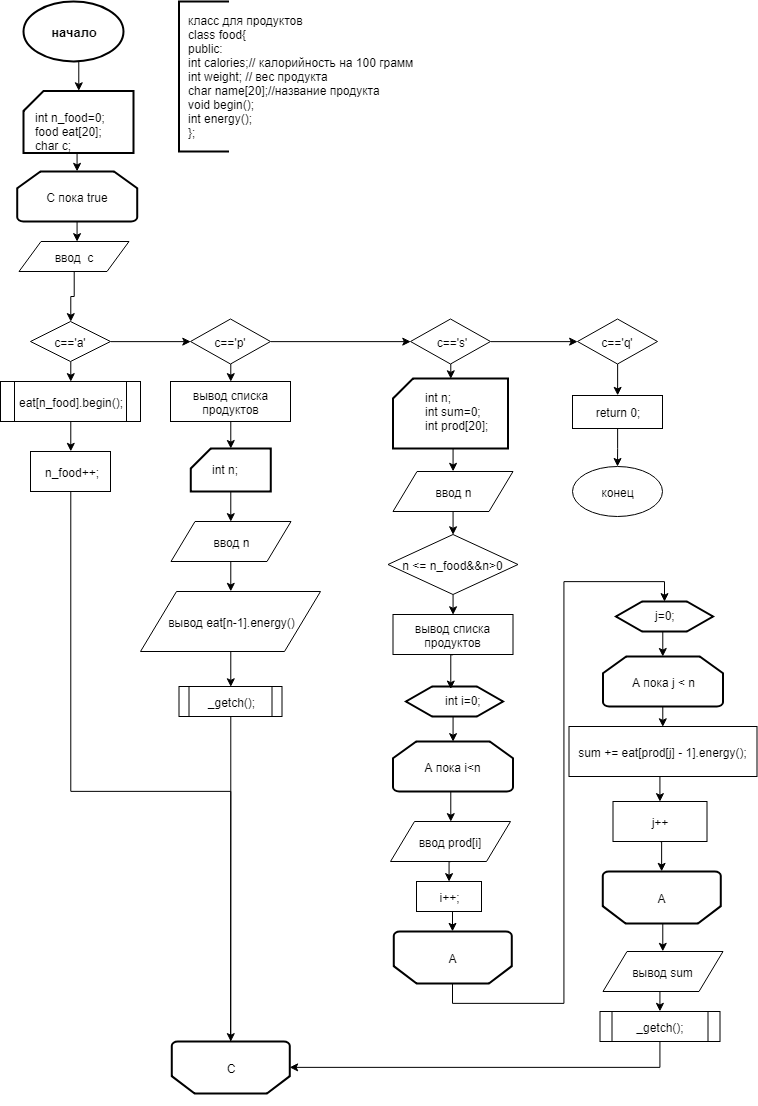 начало
класс для продуктов
class food{
public:
int calories;// калорийность на 100 грамм
int weight; // вес продукта
char name[20];//название продукта
void begin();
int energy();
};
int n_food=0;
food eat[20];
char c;
С пока true
ввод с
c=='a'
c=='p'
c=='s'
c=='q'
eat[n_food].begin();
n_food++;
вывод списка
продуктов
int n;
ввод n
вывод eat[n-1].energy()
_getch();
int n;
int sum=0;
int prod[20];
ввод n
n <= n_food&&n>0
вывод списка
продуктов
int i=0;
А пока i<n
ввод prod[i]
i++;
А
return 0;
конец
j=0;
А пока j < n
sum += eat[prod[j] - 1].energy();
j++
А
вывод sum
_getch();
С